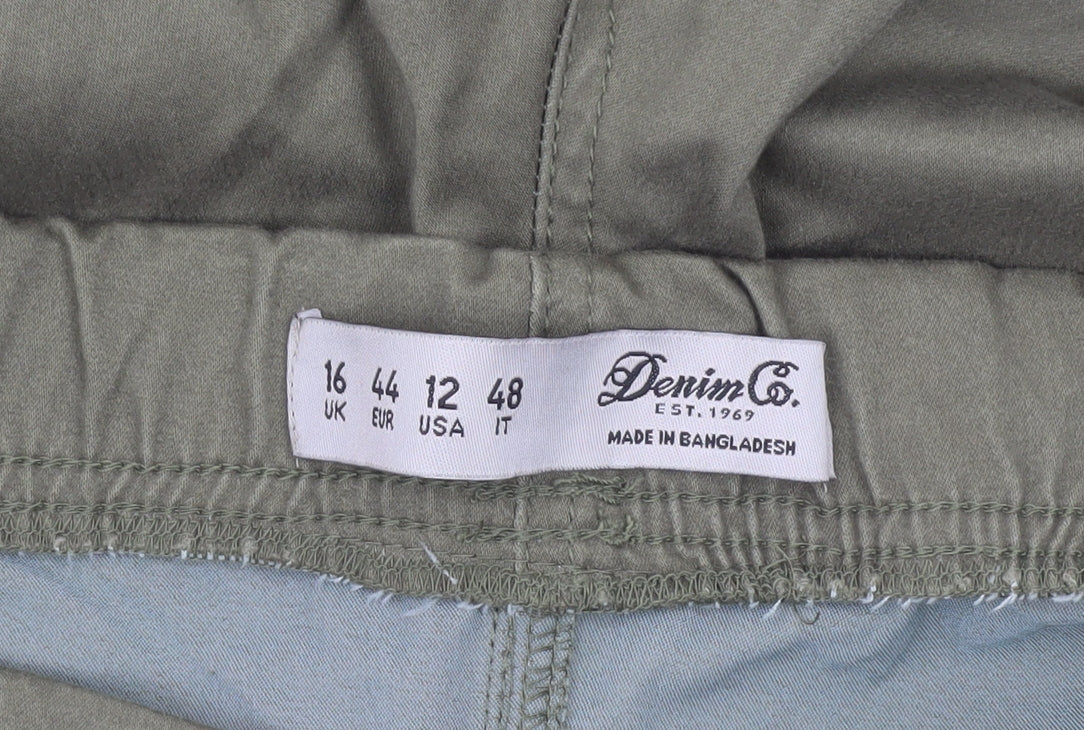 16 44 12 48
UK EUR USA IT
Denim Co.
EST. 1969
MADE IN BANGLADESH